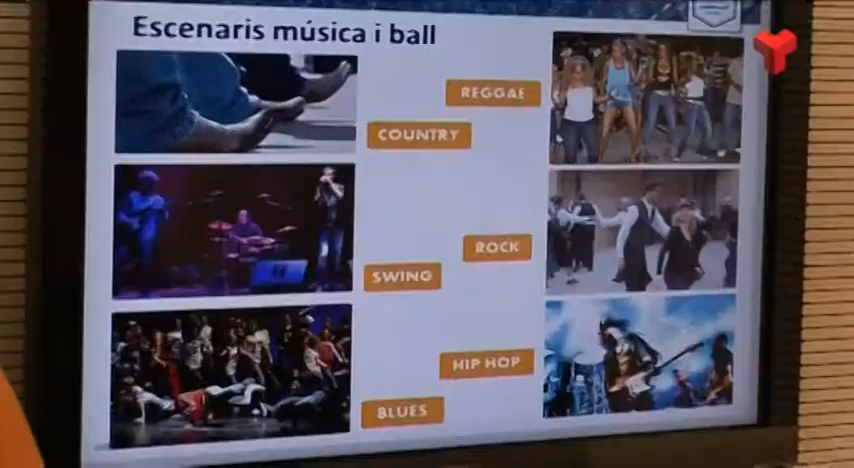 Escenaris música i ball
REGGAE
COUNTRY
ROCK
SWING
HIP HOP
BLUES